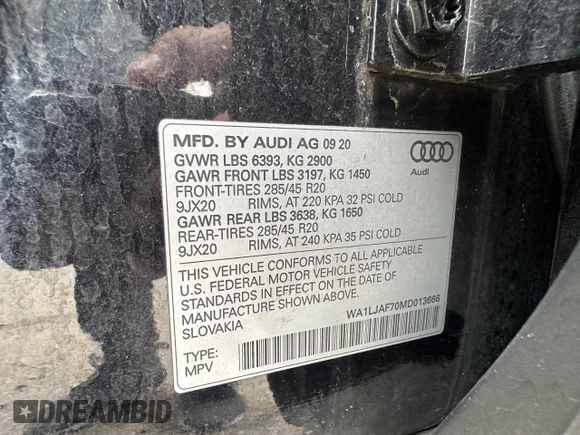 MFD. BY AUDI AG 09 20
GVWR LBS 6393, KG 2900
GAWR FRONT LBS 3197, KG 1450
FRONT-TIRES 285/45 R20
9JX20 RIMS, AT 220 KPA 32 PSI COLD
GAWR REAR LBS 3638, KG 1650
REAR-TIRES 285/45 R20
9JX20 RIMS, AT 240 KPA 35 PSI COLD
THIS VEHICLE CONFORMS TO ALL APPLICABLE
U.S. FEDERAL MOTOR VEHICLE SAFETY
STANDARDS IN EFFECT ON THE DATE OF
MANUFACTURE SHOWN ABOVE.
SLOVAKIA
WA1LJAF70MD013666
TYPE:
MPV
Audi
DREAMBID